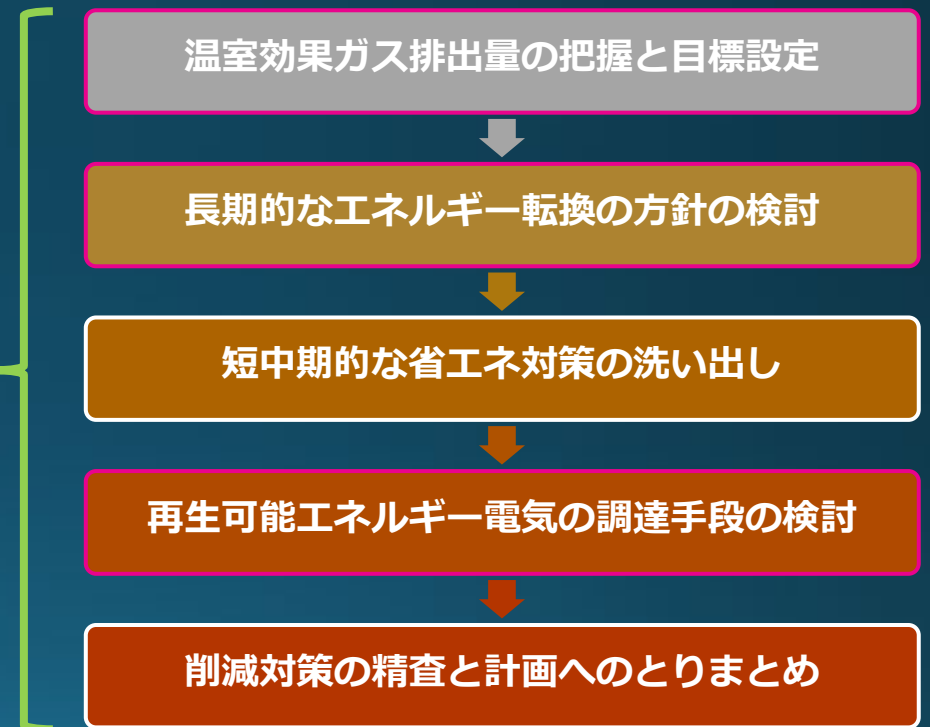 温室効果ガス排出量の把握と目標設定
長期的なエネルギー転換の方針の検討
短中期的な省エネ対策の洗い出し
再生可能エネルギー電気の調達手段の検討
削減対策の精査と計画へのとりまとめ